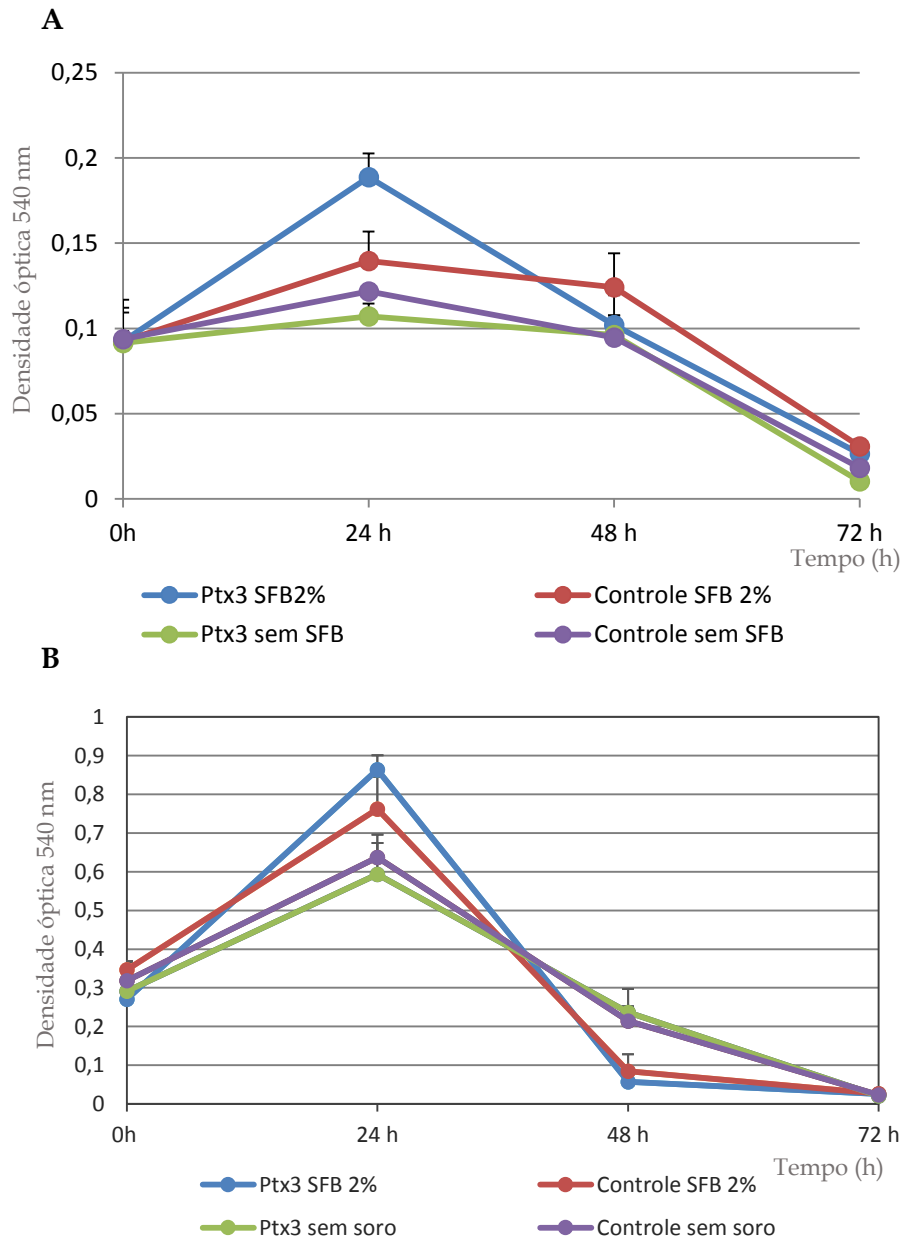 A
0,25
0,2
0,15
0,1
0,05
0
Densidade óptica 540 nm
0h 24 h 48 h 72 h
Tempo (h)
Ptx3 SFB2% Controle SFB 2%
Ptx3 sem SFB Controle sem SFB
B
1
0,9
0,8
0,7
0,6
0,5
0,4
0,3
0,2
0,1
0
Densidade óptica 540 nm
0h 24 h 48 h 72 h
Tempo (h)
Ptx3 SFB 2% Controle SFB 2%
Ptx3 sem soro Controle sem soro